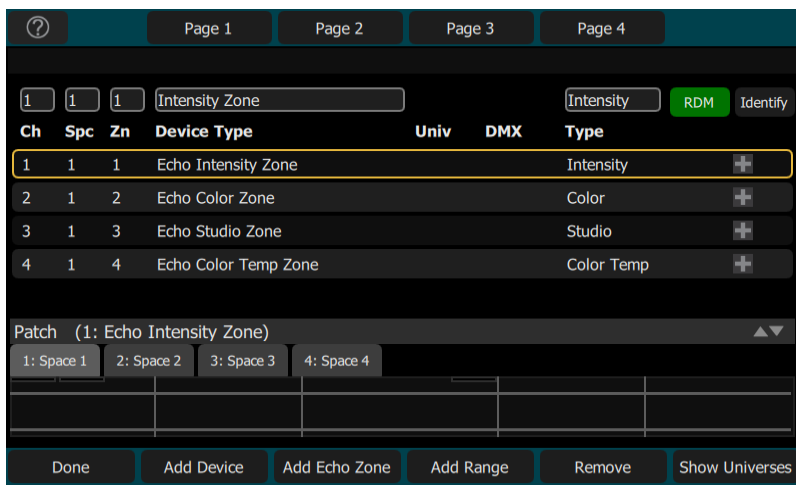 Page 1 Page 2 Page 3 Page 4
1 1 1 Intensity Zone Intensity RDM Identify
Ch Spc Zn Device Type Univ DMX Type
1 1 1 Echo Intensity Zone Intensity
2 1 2 Echo Color Zone Color
3 1 3 Echo Studio Zone Studio
4 1 4 Echo Color Temp Zone Color Temp
Patch (1: Echo Intensity Zone)
1: Space 1 2: Space 2 3: Space 3 4: Space 4
Done Add Device Add Echo Zone Add Range Remove Show Universes